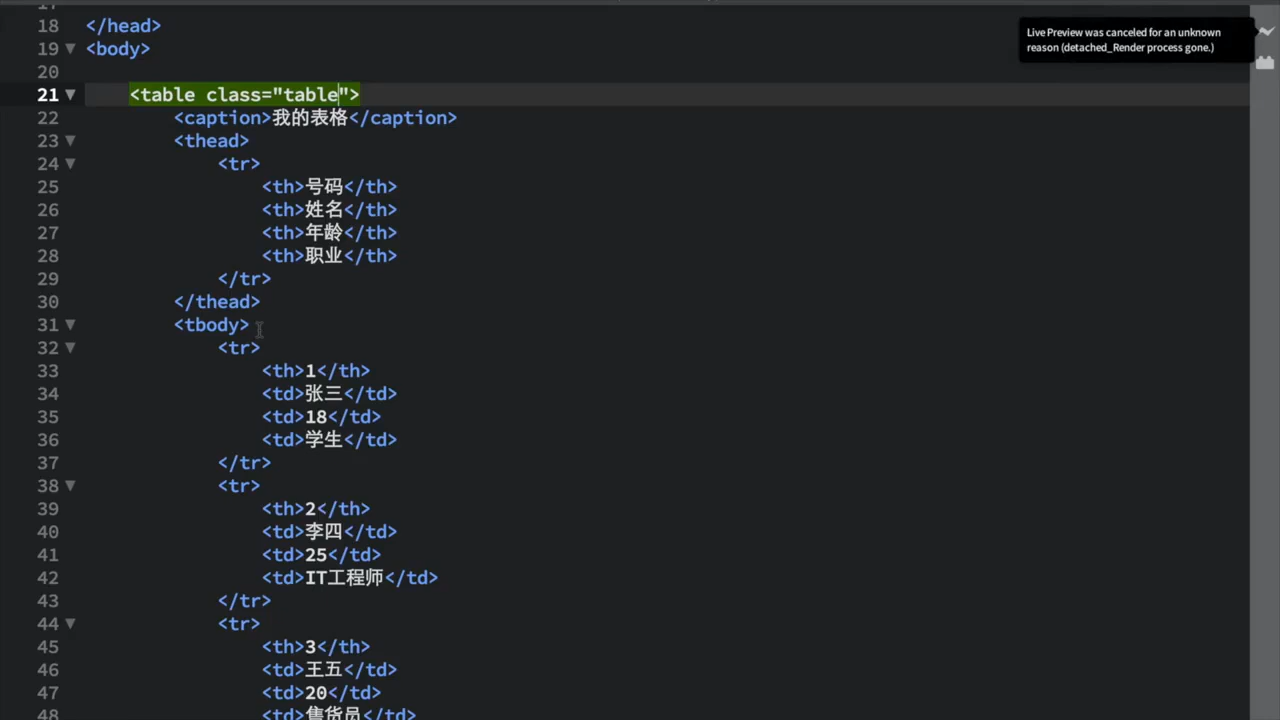 17
18 </head>
19 <body>
20
21 <table class="table">
22 <caption>我的表格</caption>
23 <thead>
24 <tr>
25 <th>号码</th>
26 <th>姓名</th>
27 <th>年龄</th>
28 <th>职业</th>
29 </tr>
30 </thead>
31 <tbody>
32 <tr>
33 <th>1</th>
34 <td>张三</td>
35 <td>18</td>
36 <td>学生</td>
37 </tr>
38 <tr>
39 <th>2</th>
40 <td>李四</td>
41 <td>25</td>
42 <td>IT工程师</td>
43 </tr>
44 <tr>
45 <th>3</th>
46 <td>王五</td>
47 <td>20</td>
48 <td>售货员</td>
Live Preview was canceled for an unknown
reason (detached_Render process gone.)